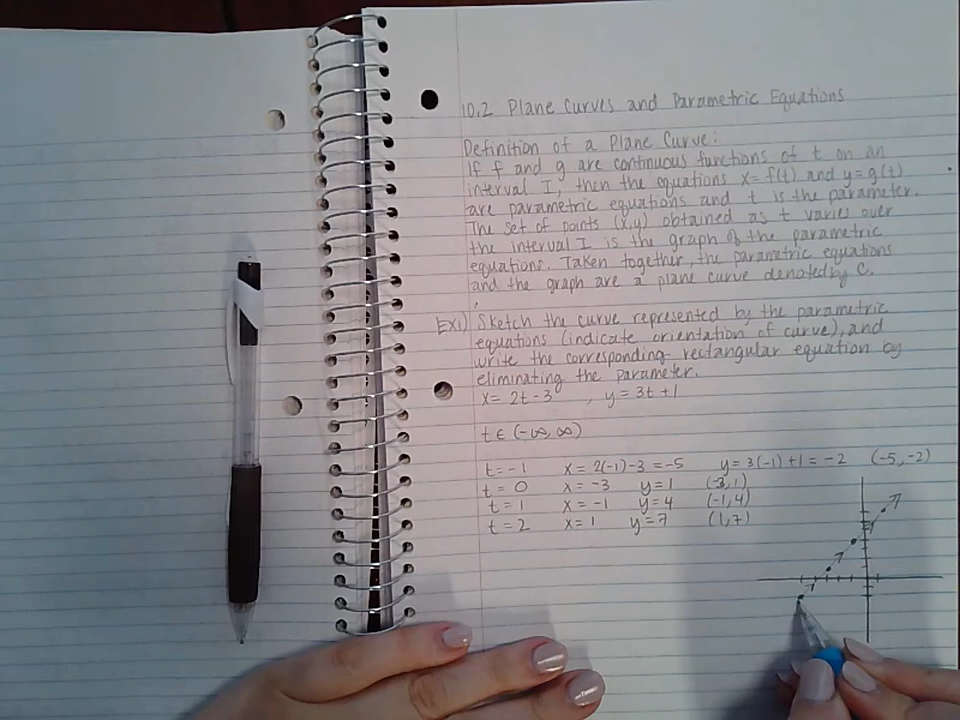 10.2 Plane Curves and Parametric Equations
Definition of a Plane Curve:
If f and g are continuous functions of t on an
interval I, then the equations x=f(t) and y=g(t)
are parametric equations and t is the parameter.
The set of points (x,y) obtained as t varies over
the interval I is the graph of the parametric
equations. Taken together, the parametric equations
and the graph are a plane curve denoted by C.
EX1) Sketch the curve represented by the parametric
equations (indicate orientation of curve), and
write the corresponding rectangular equation by
eliminating the parameter.
x= 2t-3 , y=3t+1
t∈(-∞,∞)
t=-1 x=2(-1)-3=-5 y=3(-1)+1=-2 (-5,-2)
t=0 x=-3 y=1 (-3,1)
t=1 x=-1 y=4 (-1,4)
t=2 x=1 y=7 (1,7)